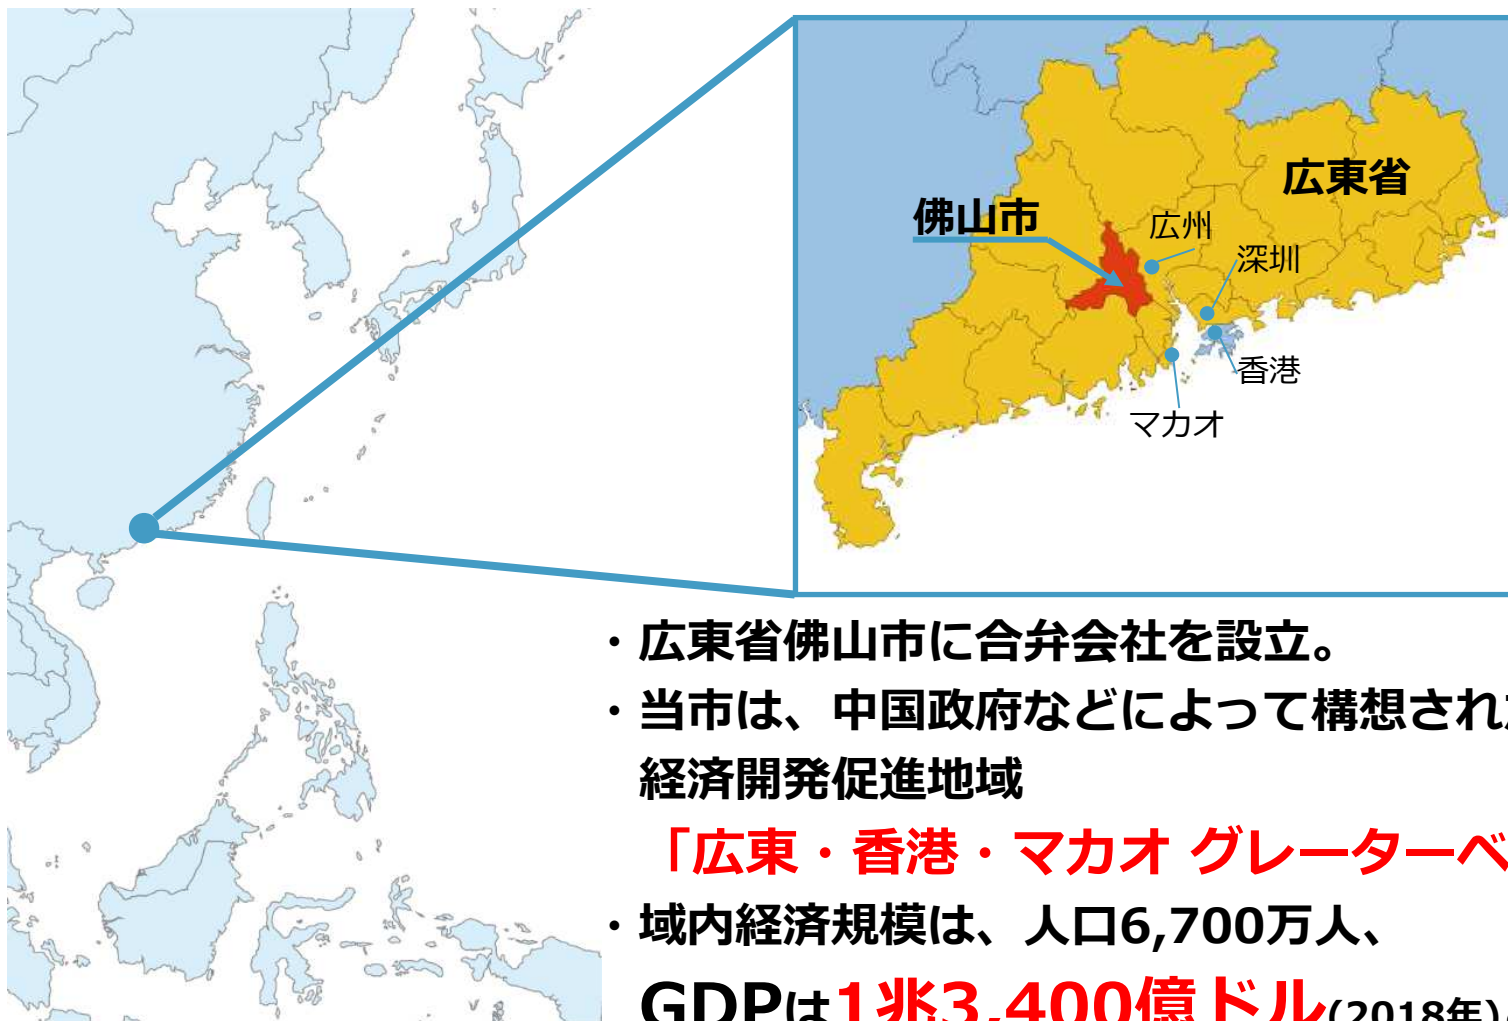 広東省
佛山市
広州
深圳
香港
マカオ
・広東省佛山市に合弁会社を設立。
・当市は、中国政府などによって構想され
経済開発促進地域
「広東・香港・マカオ グレーターベ
・域内経済規模は、人口6,700万人、
GDPは1兆3,400億ドル(2018年)